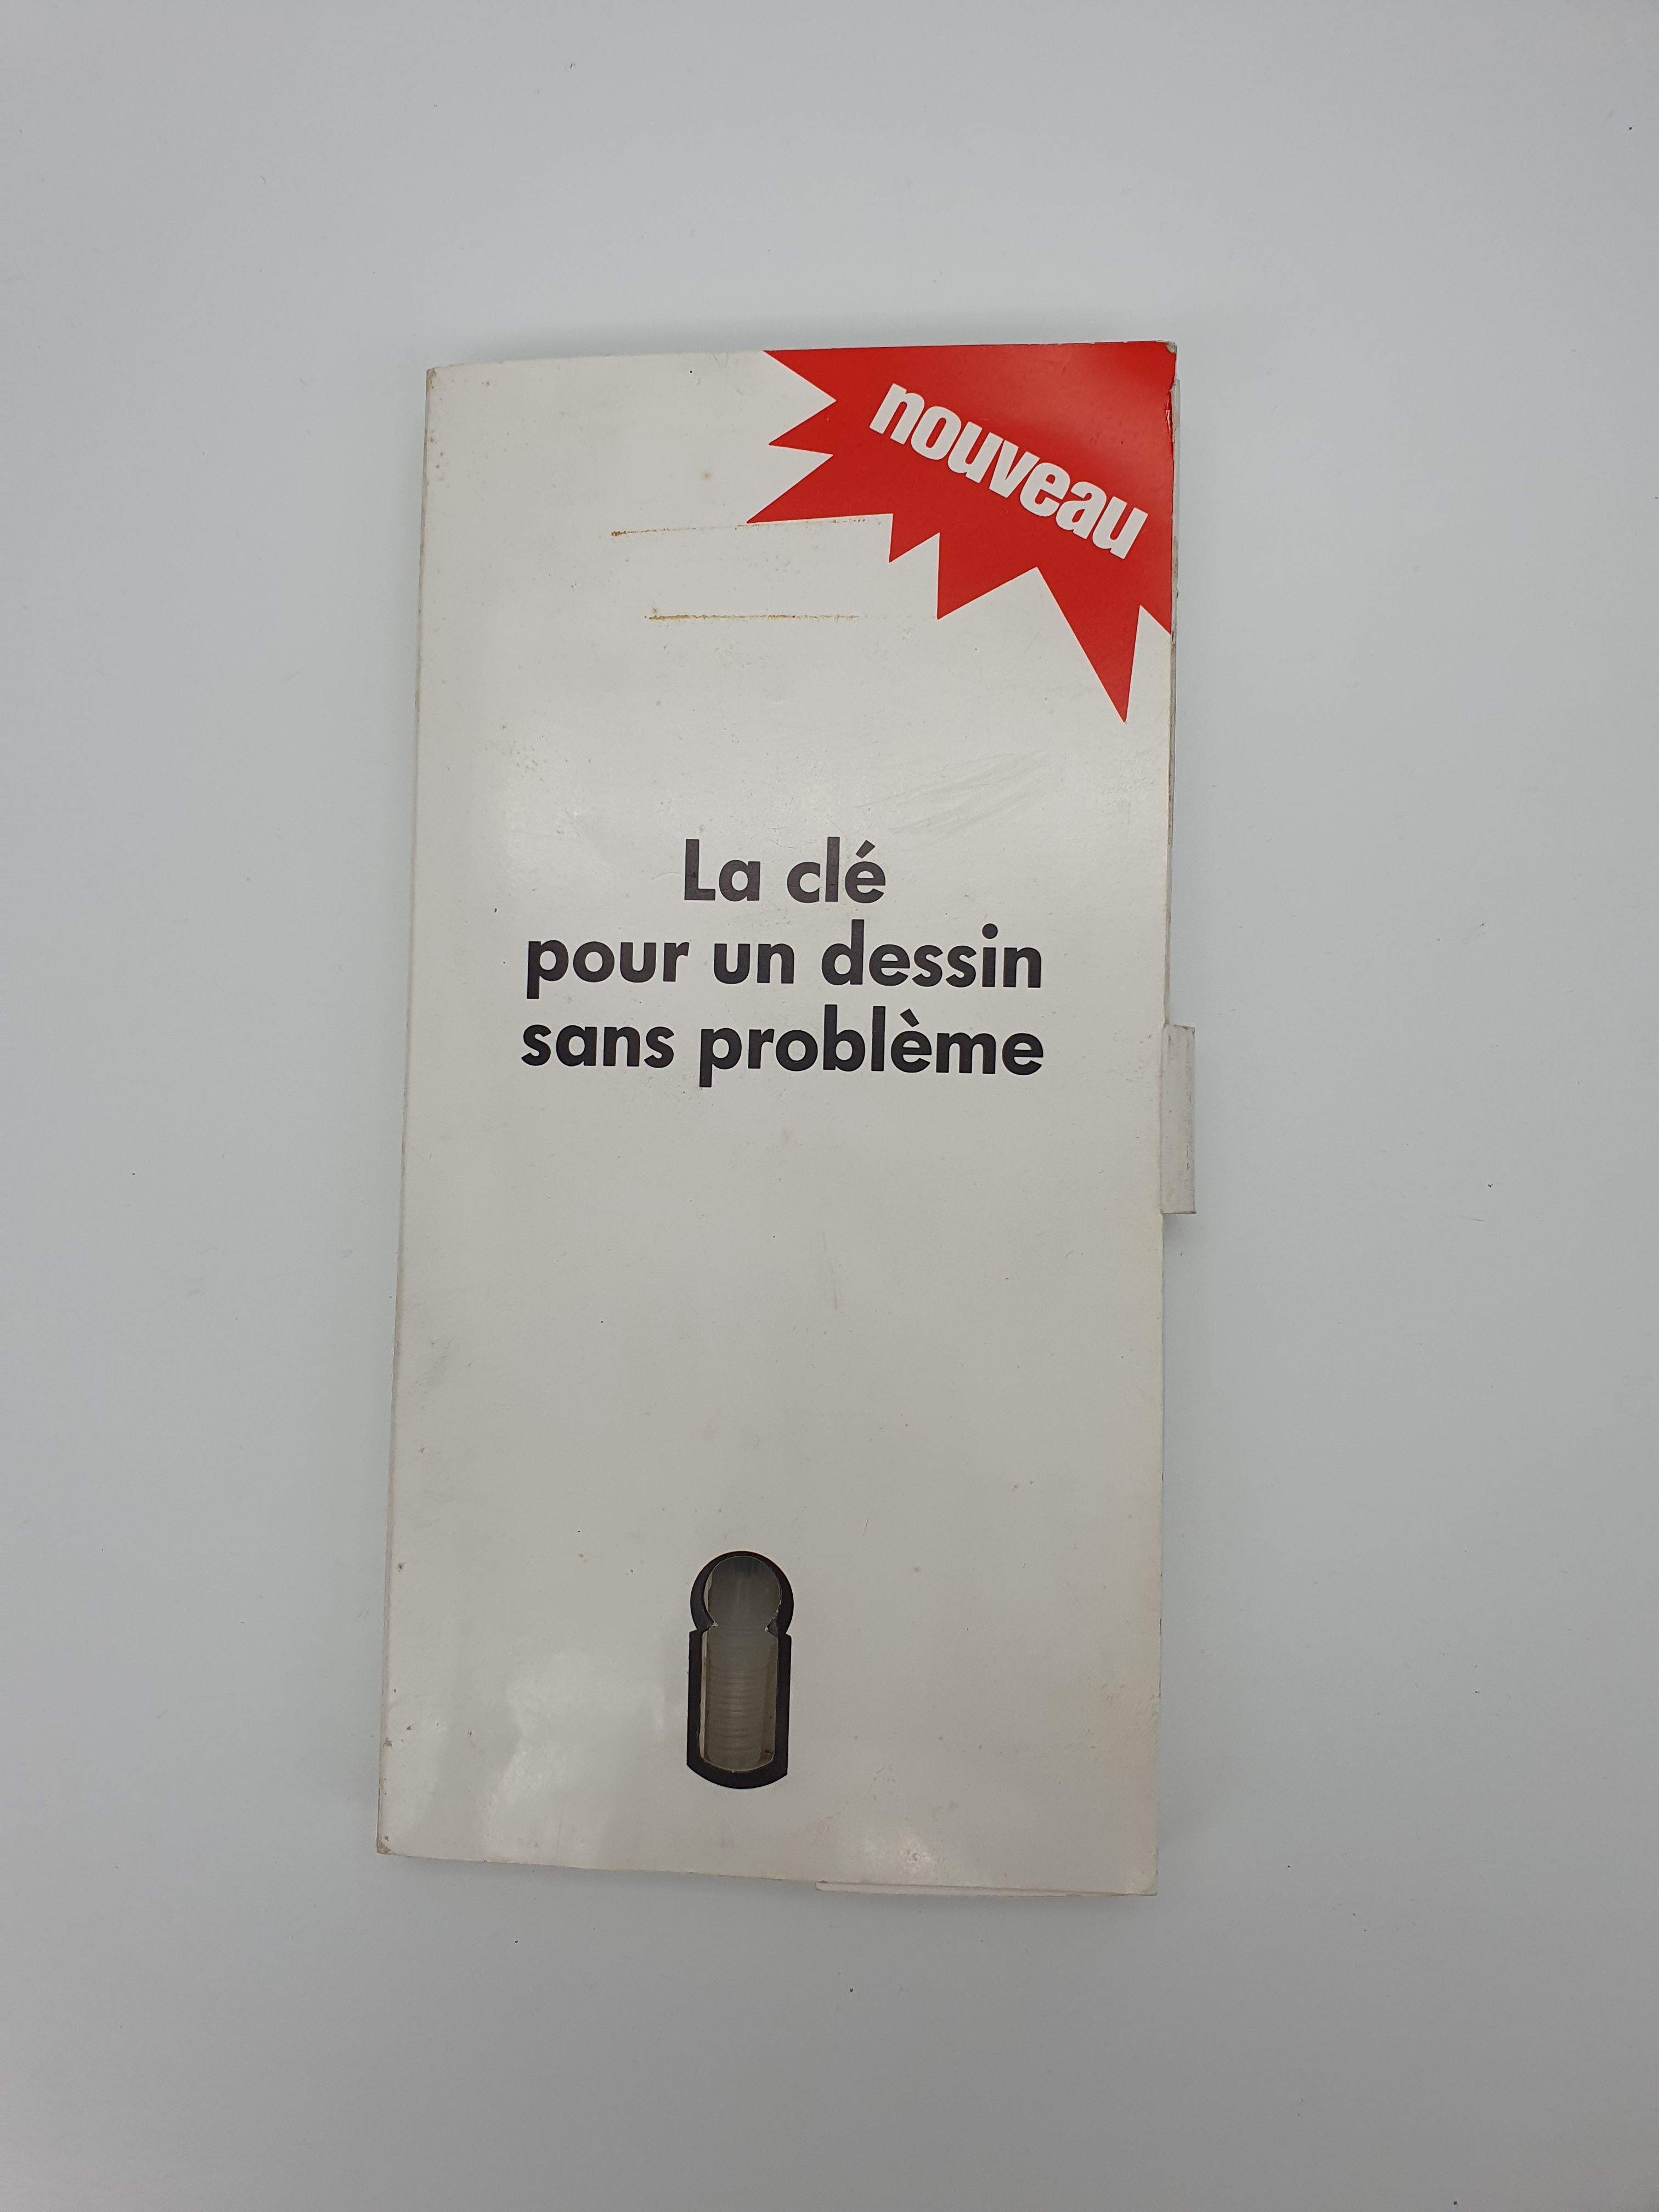 nouveau
La clé
pour un dessin
sans problème